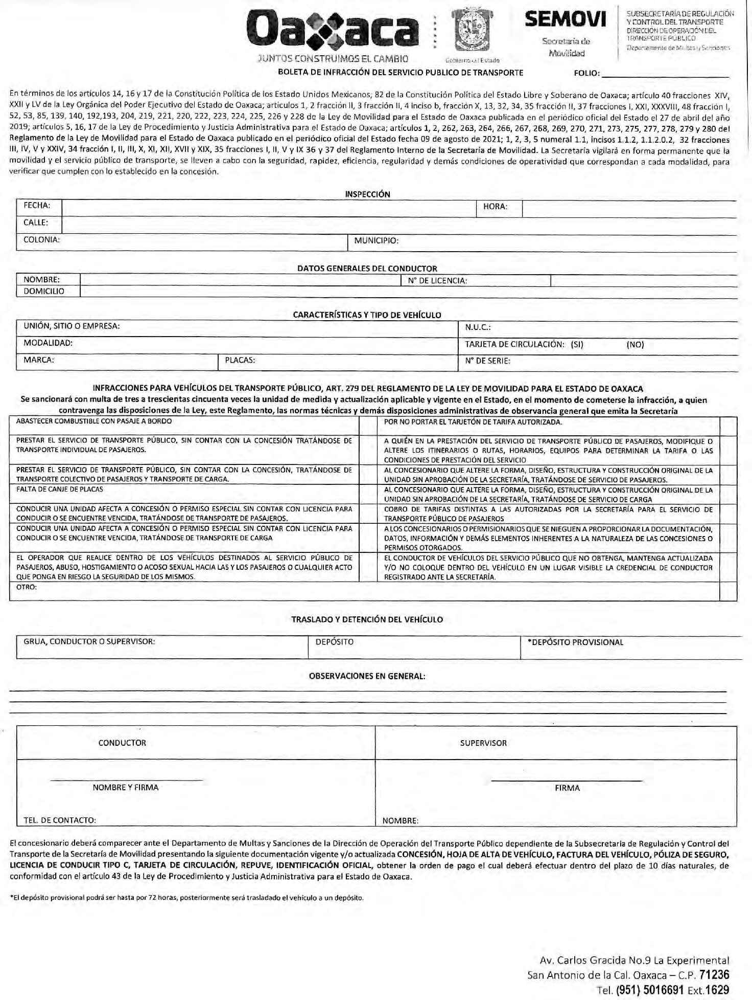 Oaxaca
JUNTOS CONSTRUIMOS EL CAMBIO
Gobierno del Estado
SEMOVI
Secretaría de
Movilidad
SUBSECRETARÍA DE REGULACIÓN
Y CONTROL DEL TRANSPORTE
DIRECCIÓN DE OPERACIÓN DEL
TRANSPORTE PÚBLICO
Departamento de Multas y Sanciones
BOLETA DE INFRACCIÓN DEL SERVICIO PUBLICO DE TRANSPORTE
FOLIO:
En términos de los artículos 14, 16 y 17 de la Constitución Política de los Estado Unidos Mexicanos; 82 de la Constitución Política del Estado Libre y Soberano de Oaxaca; artículo 40 fracciones XIV,
XXII y LV de la Ley Orgánica del Poder Ejecutivo del Estado de Oaxaca; artículos 1, 2 fracción II, 3 fracción II, 4 inciso b, fracción X, 13, 32, 34, 35 fracción II, 37 fracciones I, XXI, XXXVIII, 48 fracción I,
52, 53, 85, 139, 140, 192,193, 204, 219, 221, 220, 222, 223, 224, 225, 226 y 228 de la Ley de Movilidad para el Estado de Oaxaca publicada en el periódico oficial del Estado el 27 de abril del año
2019; artículos 5, 16, 17 de la Ley de Procedimiento y Justicia Administrativa para el Estado de Oaxaca; artículos 1, 2, 262, 263, 264, 266, 267, 268, 269, 270, 271, 273, 275, 277, 278, 279 y 280 del
Reglamento de la Ley de Movilidad para el Estado de Oaxaca publicado en el periódico oficial del Estado fecha 09 de agosto de 2021; 1, 2, 3, 5 numeral 1.1, incisos 1.1.2, 1.1.2.0.2, 32 fracciones
III, IV, V y XXIV, 34 fracción I, II, III, X, XI, XII, XVII y XIX, 35 fracciones I, II, V y IX 36 y 37 del Reglamento Interno de la Secretaría de Movilidad. La Secretaría vigilará en forma permanente que la
movilidad y el servicio público de transporte, se lleven a cabo con la seguridad, rapidez, eficiencia, regularidad y demás condiciones de operatividad que correspondan a cada modalidad, para
verificar que cumplen con lo establecido en la concesión.
INSPECCIÓN
FECHA:
HORA:
CALLE:
COLONIA:
MUNICIPIO:
DATOS GENERALES DEL CONDUCTOR
NOMBRE:
N° DE LICENCIA:
DOMICILIO
CARACTERÍSTICAS Y TIPO DE VEHÍCULO
UNIÓN, SITIO O EMPRESA:
N.U.C.:
MODALIDAD:
TARJETA DE CIRCULACIÓN: (SI) (NO)
MARCA:
PLACAS:
N° DE SERIE:
INFRACCIONES PARA VEHÍCULOS DEL TRANSPORTE PÚBLICO, ART. 279 DEL REGLAMENTO DE LA LEY DE MOVILIDAD PARA EL ESTADO DE OAXACA
Se sancionará con multa de tres a trescientas cincuenta veces la unidad de medida y actualización aplicable y vigente en el Estado, en el momento de cometerse la infracción, a quien
contravenga las disposiciones de la Ley, este Reglamento, las normas técnicas y demás disposiciones administrativas de observancia general que emita la Secretaría
ABASTECER COMBUSTIBLE CON PASAJE A BORDO
POR NO PORTAR EL TARJETÓN DE TARIFA AUTORIZADA.
PRESTAR EL SERVICIO DE TRANSPORTE PÚBLICO, SIN CONTAR CON LA CONCESIÓN TRATÁNDOSE DE
TRANSPORTE INDIVIDUAL DE PASAJEROS.
A QUIÉN EN LA PRESTACIÓN DEL SERVICIO DE TRANSPORTE PÚBLICO DE PASAJEROS, MODIFIQUE O
ALTERE LOS ITINERARIOS O RUTAS, HORARIOS, EQUIPOS PARA DETERMINAR LA TARIFA O LAS
CONDICIONES DE PRESTACIÓN DEL SERVICIO
PRESTAR EL SERVICIO DE TRANSPORTE PÚBLICO, SIN CONTAR CON LA CONCESIÓN, TRATÁNDOSE DE
TRANSPORTE COLECTIVO DE PASAJEROS Y TRANSPORTE DE CARGA.
AL CONCESIONARIO QUE ALTERE LA FORMA, DISEÑO, ESTRUCTURA Y CONSTRUCCIÓN ORIGINAL DE LA
UNIDAD SIN APROBACIÓN DE LA SECRETARÍA, TRATÁNDOSE DE SERVICIO DE PASAJEROS.
FALTA DE CANJE DE PLACAS
AL CONCESIONARIO QUE ALTERE LA FORMA, DISEÑO, ESTRUCTURA Y CONSTRUCCIÓN ORIGINAL DE LA
UNIDAD SIN APROBACIÓN DE LA SECRETARÍA, TRATÁNDOSE DE SERVICIO DE CARGA
CONDUCIR UNA UNIDAD AFECTA A CONCESIÓN O PERMISO ESPECIAL SIN CONTAR CON LICENCIA PARA
CONDUCIR O SE ENCUENTRE VENCIDA, TRATÁNDOSE DE TRANSPORTE DE PASAJEROS.
COBRO DE TARIFAS DISTINTAS A LAS AUTORIZADAS POR LA SECRETARÍA PARA EL SERVICIO DE
TRANSPORTE PÚBLICO DE PASAJEROS
CONDUCIR UNA UNIDAD AFECTA A CONCESIÓN O PERMISO ESPECIAL SIN CONTAR CON LICENCIA PARA
CONDUCIR O SE ENCUENTRE VENCIDA, TRATÁNDOSE DE TRANSPORTE DE CARGA
A LOS CONCESIONARIOS O PERMISIONARIOS QUE SE NIEGUEN A PROPORCIONAR LA DOCUMENTACIÓN,
DATOS, INFORMACIÓN Y DEMÁS ELEMENTOS INHERENTES A LA NATURALEZA DE LAS CONCESIONES O
PERMISOS OTORGADOS.
EL OPERADOR QUE REALICE DENTRO DE LOS VEHÍCULOS DESTINADOS AL SERVICIO PÚBLICO DE
PASAJEROS, ABUSO, HOSTIGAMIENTO O ACOSO SEXUAL HACIA LAS Y LOS PASAJEROS O CUALQUIER ACTO
QUE PONGA EN RIESGO LA SEGURIDAD DE LOS MISMOS.
EL CONDUCTOR DE VEHÍCULOS DEL SERVICIO PÚBLICO QUE NO OBTENGA, MANTENGA ACTUALIZADA
Y/O NO COLOQUE DENTRO DEL VEHÍCULO EN UN LUGAR VISIBLE LA CREDENCIAL DE CONDUCTOR
REGISTRADO ANTE LA SECRETARÍA.
OTRO:
TRASLADO Y DETENCIÓN DEL VEHÍCULO
GRUA, CONDUCTOR O SUPERVISOR:
DEPÓSITO
*DEPÓSITO PROVISIONAL
OBSERVACIONES EN GENERAL:
CONDUCTOR
SUPERVISOR
NOMBRE Y FIRMA
FIRMA
TEL. DE CONTACTO:
NOMBRE:
El concesionario deberá comparecer ante el Departamento de Multas y Sanciones de la Dirección de Operación del Transporte Público dependiente de la Subsecretaria de Regulación y Control del
Transporte de la Secretaría de Movilidad presentando la siguiente documentación vigente y/o actualizada CONCESIÓN, HOJA DE ALTA DE VEHÍCULO, FACTURA DEL VEHÍCULO, PÓLIZA DE SEGURO,
LICENCIA DE CONDUCIR TIPO C, TARJETA DE CIRCULACIÓN, REPUVE, IDENTIFICACIÓN OFICIAL, obtener la orden de pago el cual deberá efectuar dentro del plazo de 10 días naturales, de
conformidad con el artículo 43 de la Ley de Procedimiento y Justicia Administrativa para el Estado de Oaxaca.
*El depósito provisional podrá ser hasta por 72 horas, posteriormente será trasladado el vehículo a un depósito.
Av. Carlos Gracida No.9 La Experimental
San Antonio de la Cal. Oaxaca – C.P. 71236
Tel. (951) 5016691 Ext.1629